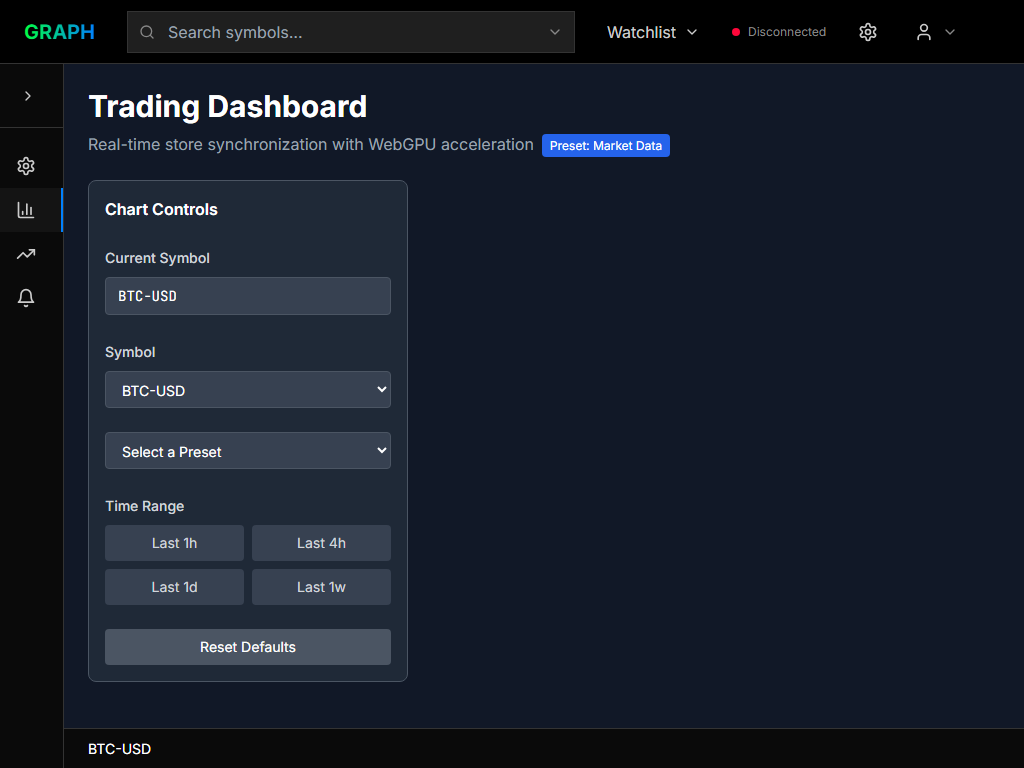 GRAPH
Search symbols...
Watchlist
Disconnected
Trading Dashboard
Real-time store synchronization with WebGPU acceleration
Preset: Market Data
Chart Controls
Current Symbol
BTC-USD
Symbol
BTC-USD
Select a Preset
Time Range
Last 1h
Last 4h
Last 1d
Last 1w
Reset Defaults
BTC-USD